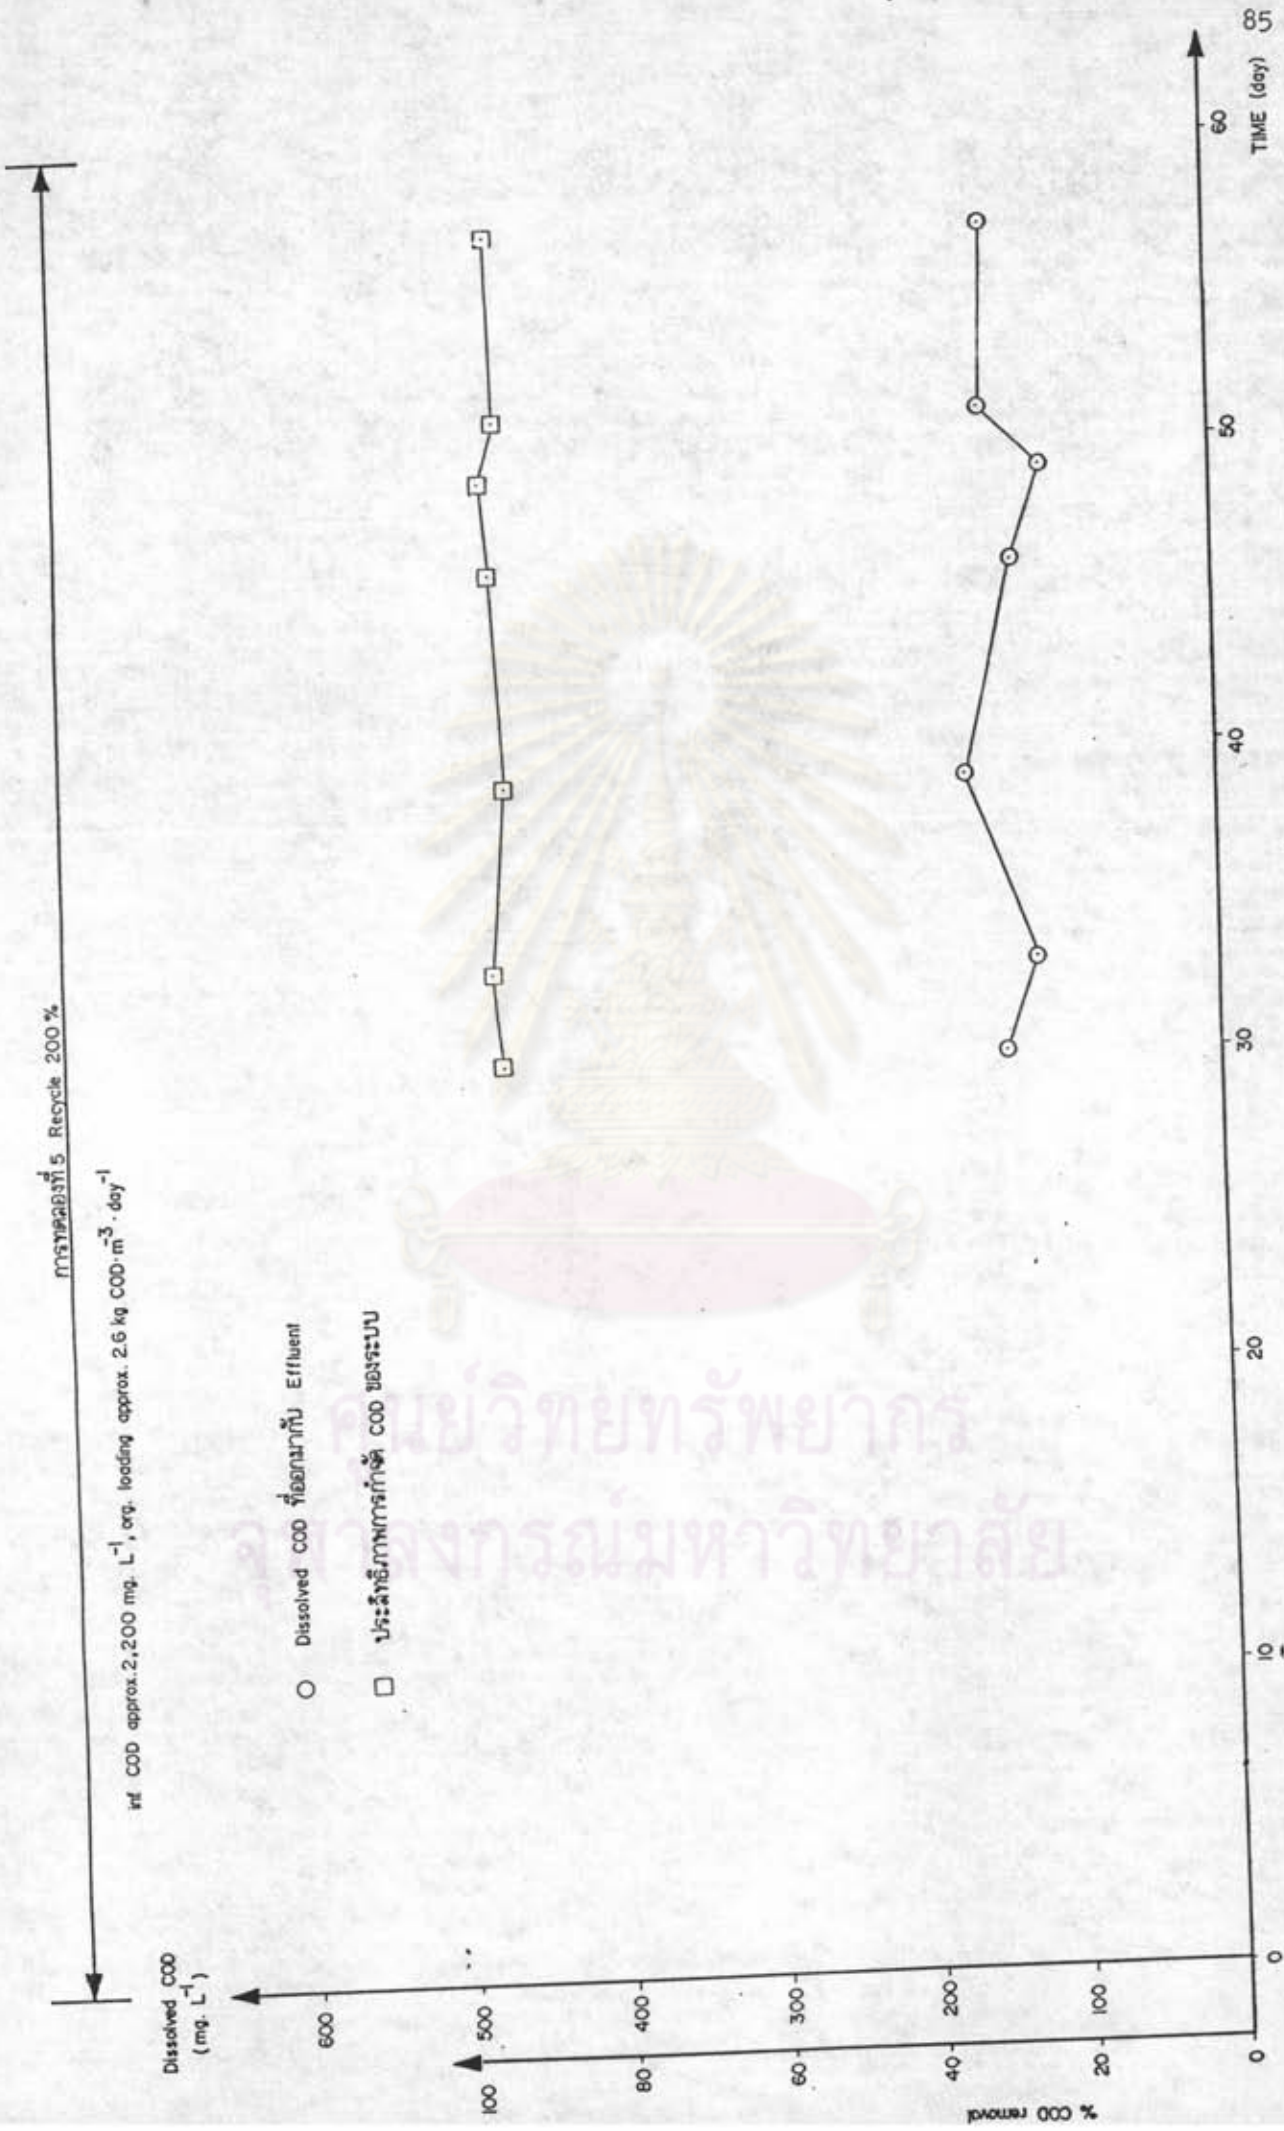 85
การทดลองที่ 5 Recycle 200 %
inf COD approx. 2,200 mg. L⁻¹, org. loading approx. 2.6 kg COD·m⁻³·day⁻¹
Dissolved COD
(mg. L⁻¹)
○ Dissolved COD ที่ออกมากับ Effluent
□ ประสิทธิภาพการกำจัด COD ของระบบ
600
500
400
300
200
100
100
80
60
40
20
0
% COD removal
0
10
20
30
40
50
60
TIME (day)
ศูนย์วิทยทรัพยากร
จุฬาลงกรณ์มหาวิทยาลัย